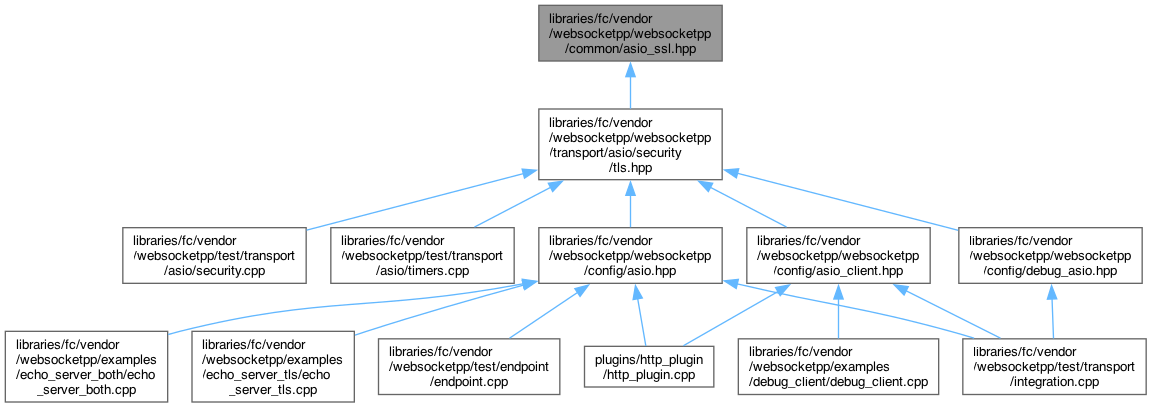 libraries/fc/vendor
/websocketpp/websocketpp
/common/asio_ssl.hpp
libraries/fc/vendor
/websocketpp/websocketpp
/transport/asio/security
/tls.hpp
libraries/fc/vendor
/websocketpp/test/transport
/asio/security.cpp
libraries/fc/vendor
/websocketpp/test/transport
/asio/timers.cpp
libraries/fc/vendor
/websocketpp/websocketpp
/config/asio.hpp
libraries/fc/vendor
/websocketpp/websocketpp
/config/asio_client.hpp
libraries/fc/vendor
/websocketpp/websocketpp
/config/debug_asio.hpp
libraries/fc/vendor
/websocketpp/examples
/echo_server_both/echo
_server_both.cpp
libraries/fc/vendor
/websocketpp/examples
/echo_server_tls/echo
_server_tls.cpp
libraries/fc/vendor
/websocketpp/test/endpoint
/endpoint.cpp
plugins/http_plugin
/http_plugin.cpp
libraries/fc/vendor
/websocketpp/examples
/debug_client/debug_client.cpp
libraries/fc/vendor
/websocketpp/test/transport
/integration.cpp